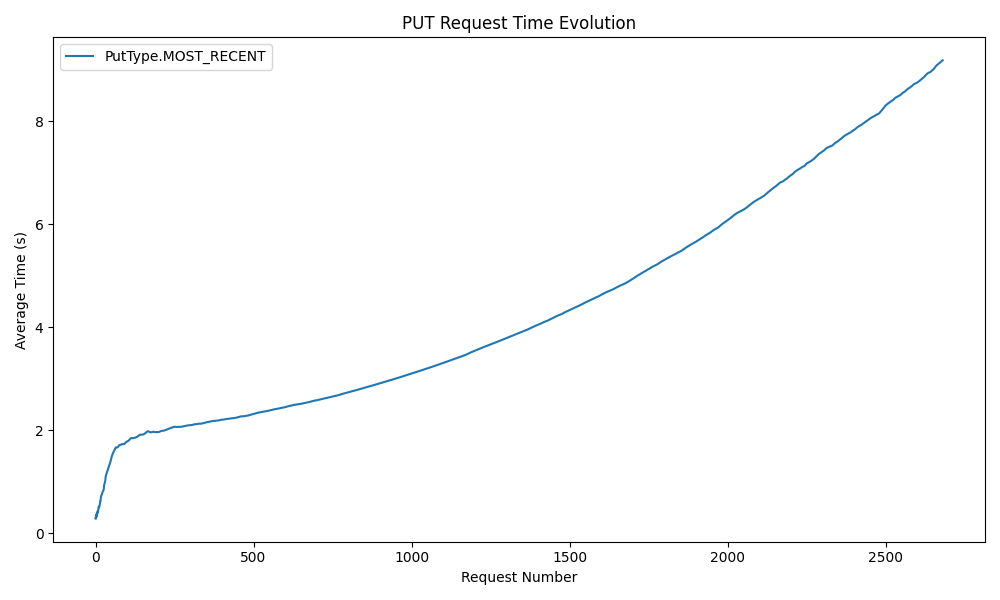 PUT Request Time Evolution
PutType.MOST_RECENT
Average Time (s)
8
6
4
2
0
0 500 1000 1500 2000 2500
Request Number